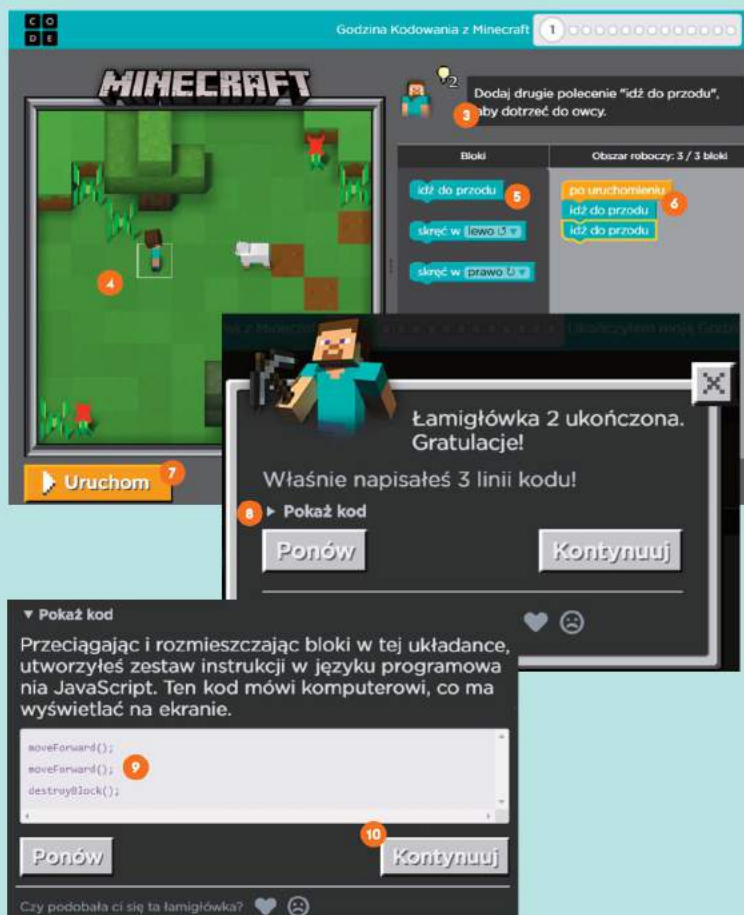 C O
D E
Godzina Kodowania z Minecraft
1
MINECRAFT
2
Dodaj drugie polecenie "idź do przodu",
3
aby dotrzeć do owcy.
Bloki
Obszar roboczy: 3 / 3 bloki
idź do przodu
5
po uruchomieniu
6
idź do przodu
skręć w lewo ↺ ▼
idź do przodu
skręć w prawo ↻ ▼
4
Uruchom
7
Łamigłówka 2 ukończona.
Gratulacje!
Właśnie napisałeś 3 linii kodu!
8
▶ Pokaż kod
Ponów
Kontynuuj
▼ Pokaż kod
Przeciągając i rozmieszczając bloki w tej układance,
utworzyłeś zestaw instrukcji w języku programowa
nia JavaScript. Ten kod mówi komputerowi, co ma
wyświetlać na ekranie.
moveForward();
moveForward();
9
destroyBlock();
10
Ponów
Kontynuuj
Czy podobała ci się ta łamigłówka?